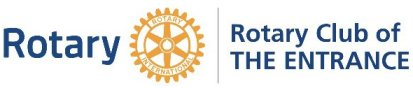 Rotary
ROTARY
INTERNATIONAL
Rotary Club of
THE ENTRANCE